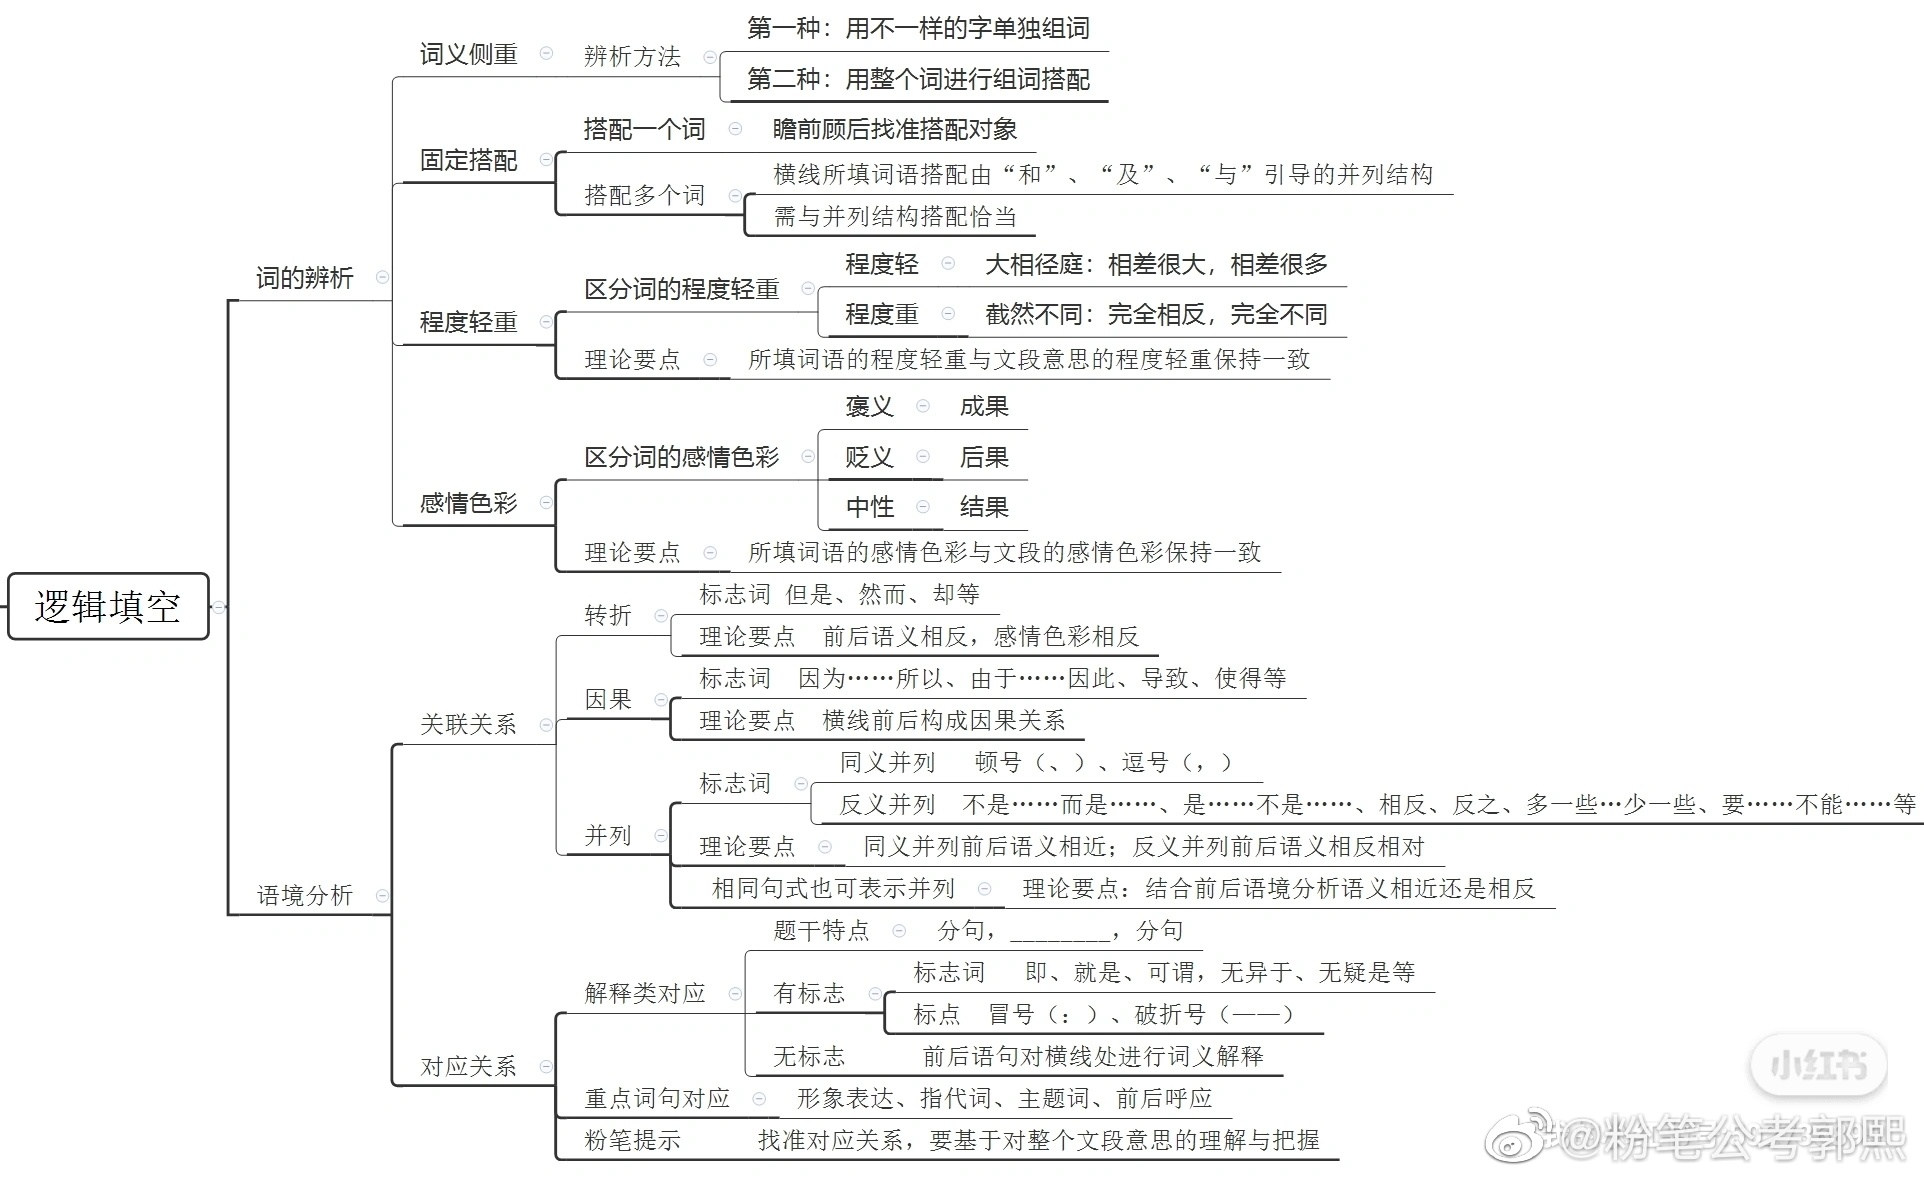 词义侧重 辨析方法 第一种：用不一样的字单独组词
第二种：用整个词进行组词搭配
固定搭配 搭配一个词 瞻前顾后找准搭配对象
搭配多个词 横线所填词语搭配由“和”、“及”、“与”引导的并列结构
需与并列结构搭配恰当
词的辨析
程度轻重 区分词的程度轻重 程度轻 大相径庭：相差很大，相差很多
程度重 截然不同：完全相反，完全不同
理论要点 所填词语的程度轻重与文段意思的程度轻重保持一致
感情色彩 区分词的感情色彩 褒义 成果
贬义 后果
中性 结果
理论要点 所填词语的感情色彩与文段的感情色彩保持一致
逻辑填空
关联关系 转折 标志词 但是、然而、却等
理论要点 前后语义相反，感情色彩相反
因果 标志词 因为……所以、由于……因此、导致、使得等
理论要点 横线前后构成因果关系
并列 标志词 同义并列 顿号（、）、逗号（，）
反义并列 不是……而是……、是……不是……、相反、反之、多一些…少一些、要……不能……等
理论要点 同义并列前后语义相近；反义并列前后语义相反相对
相同句式也可表示并列 理论要点：结合前后语境分析语义相近还是相反
语境分析
对应关系 解释类对应 题干特点 分句，________，分句
有标志 标志词 即、就是、可谓，无异于、无疑是等
标点 冒号（：）、破折号（——）
无标志 前后语句对横线处进行词义解释
重点词句对应 形象表达、指代词、主题词、前后呼应
粉笔提示 找准对应关系，要基于对整个文段意思的理解与把握
小红书
@粉笔公考郭熙